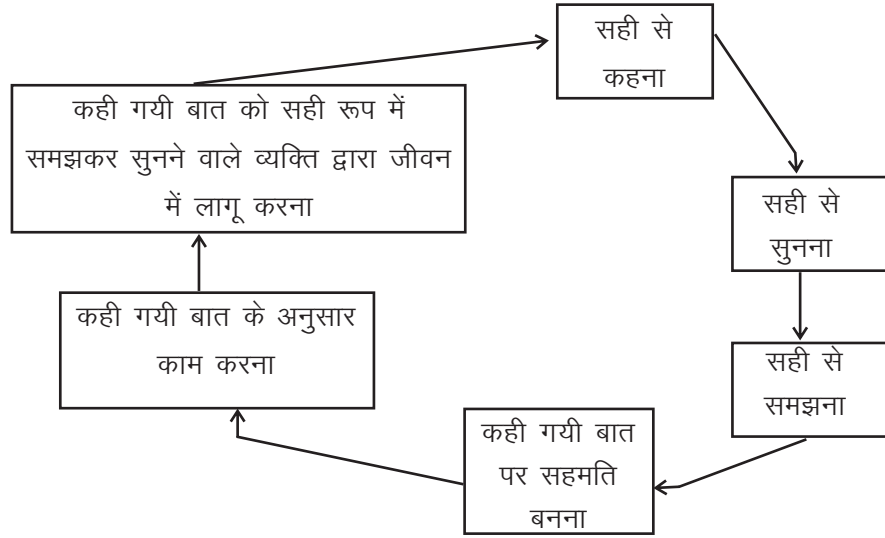 सही से
कहना
कही गयी बात को सही रूप में
समझकर सुनने वाले व्यक्ति द्वारा जीवन
में लागू करना
सही से
सुनना
कही गयी बात के अनुसार
काम करना
सही से
समझना
कही गयी बात
पर सहमति
बनना